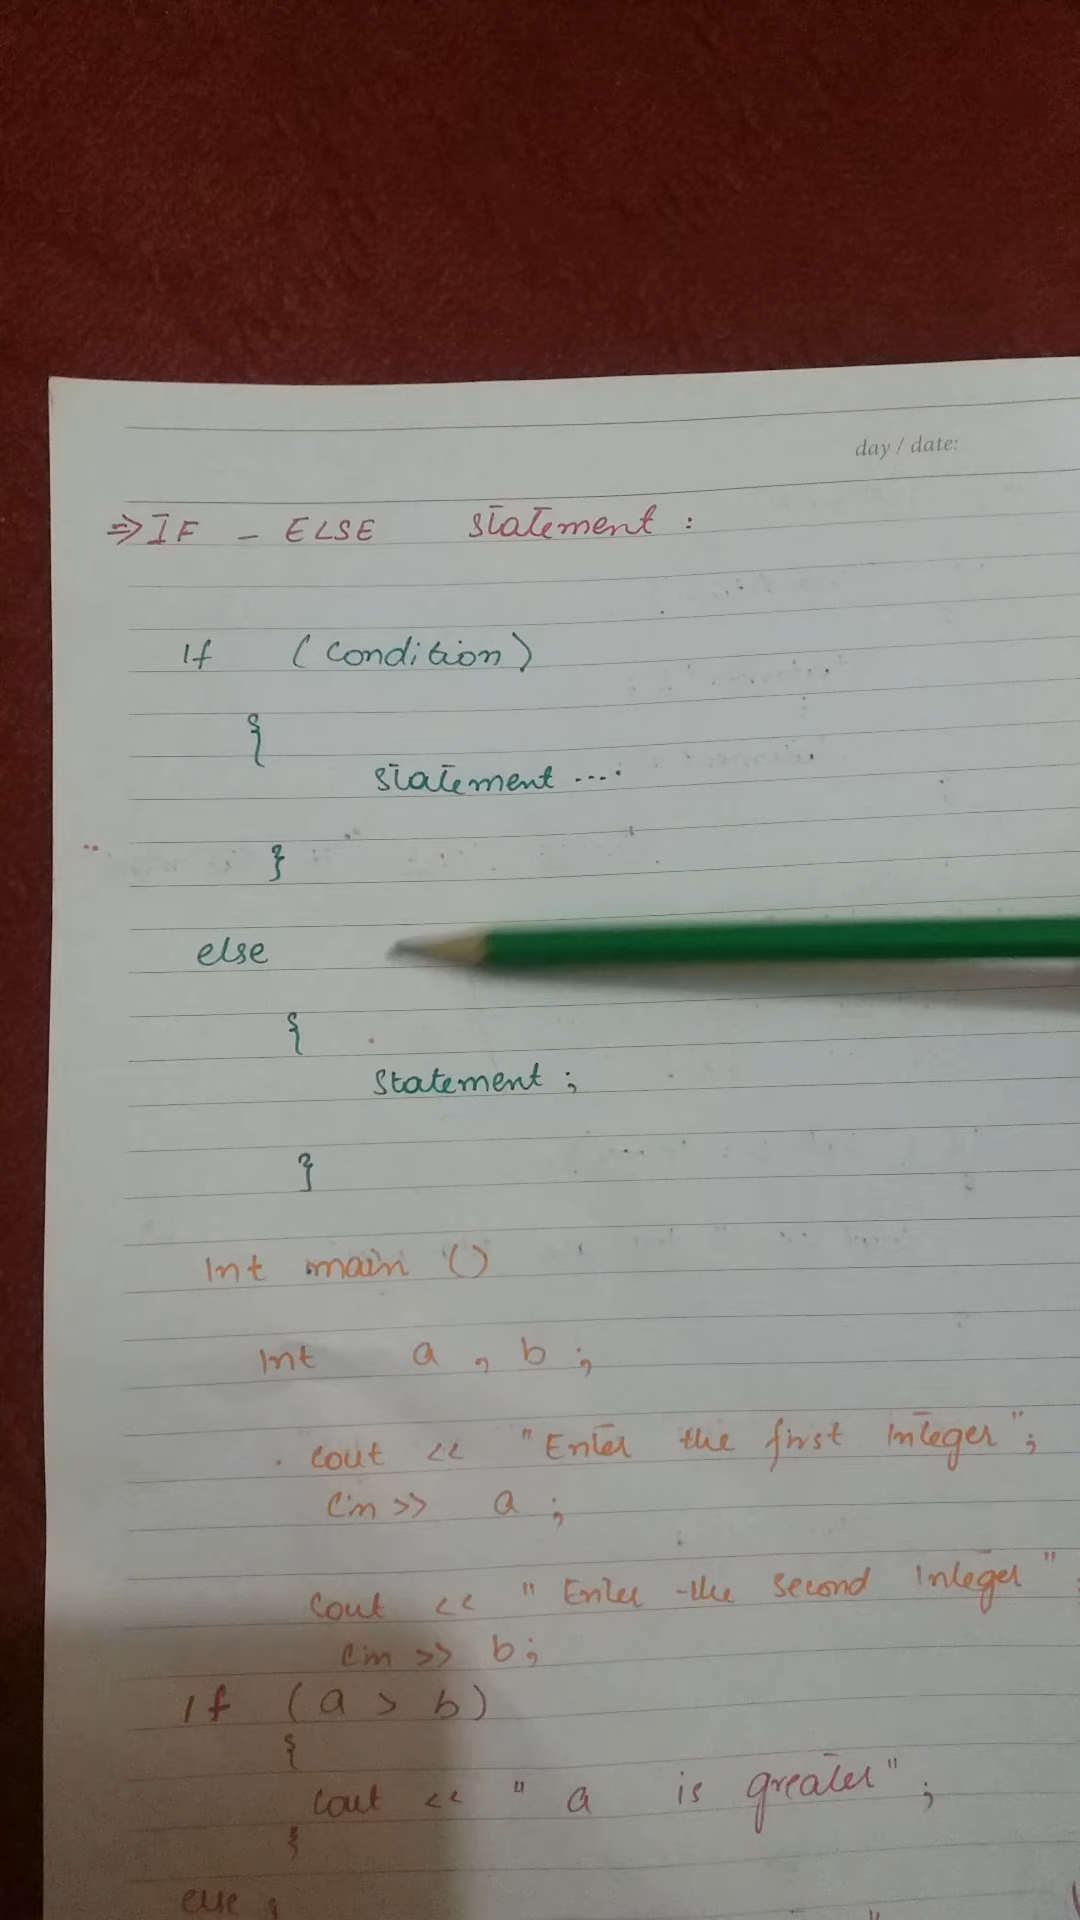 day / date:
⇒ IF - ELSE statement :
If (condition)
{
statement ....
}
else
{
statement ;
}
Int main ()
Int a , b ;
cout << "Enter the first integer" ;
cin >> a ;
cout << "Enter the second integer"
cin >> b ;
If (a > b)
{
cout << " a is greater" ;
}
else